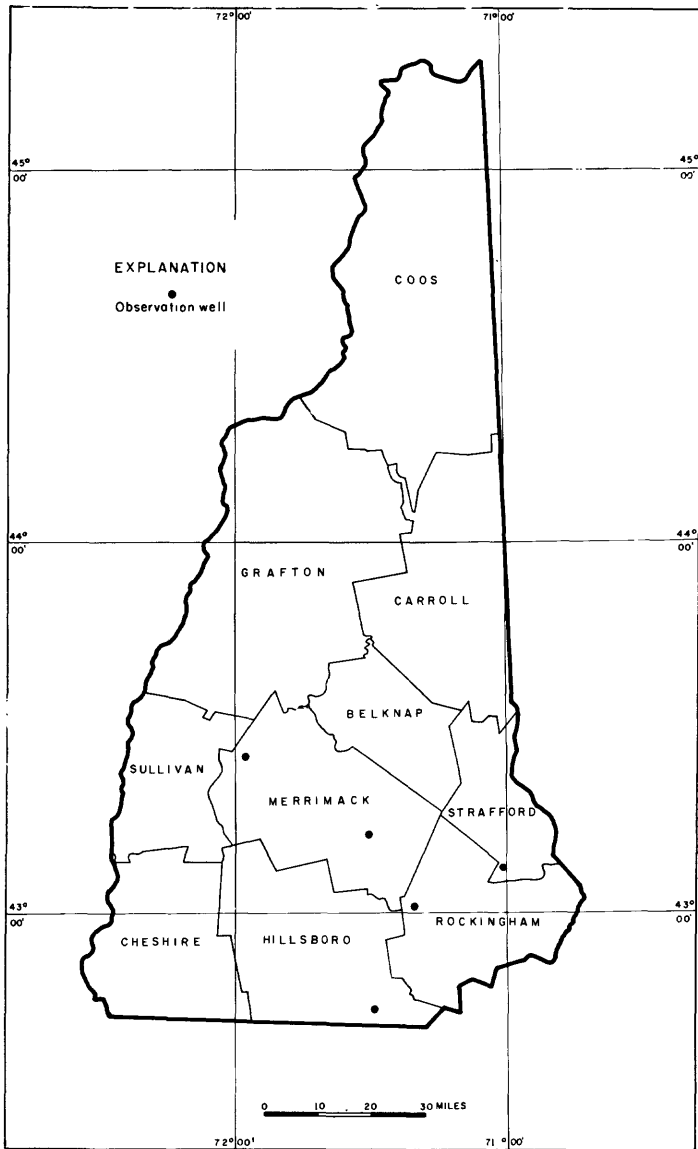 72° 00'
71° 00'
45°
00'
45°
00'
EXPLANATION
Observation well
COOS
44°
00'
44°
00'
GRAFTON
CARROLL
BELKNAP
SULLIVAN
MERRIMACK
STRAFFORD
43°
00'
43°
00'
CHESHIRE
HILLSBORO
ROCKINGHAM
0 10 20 30 MILES
72° 00'
71° 00'